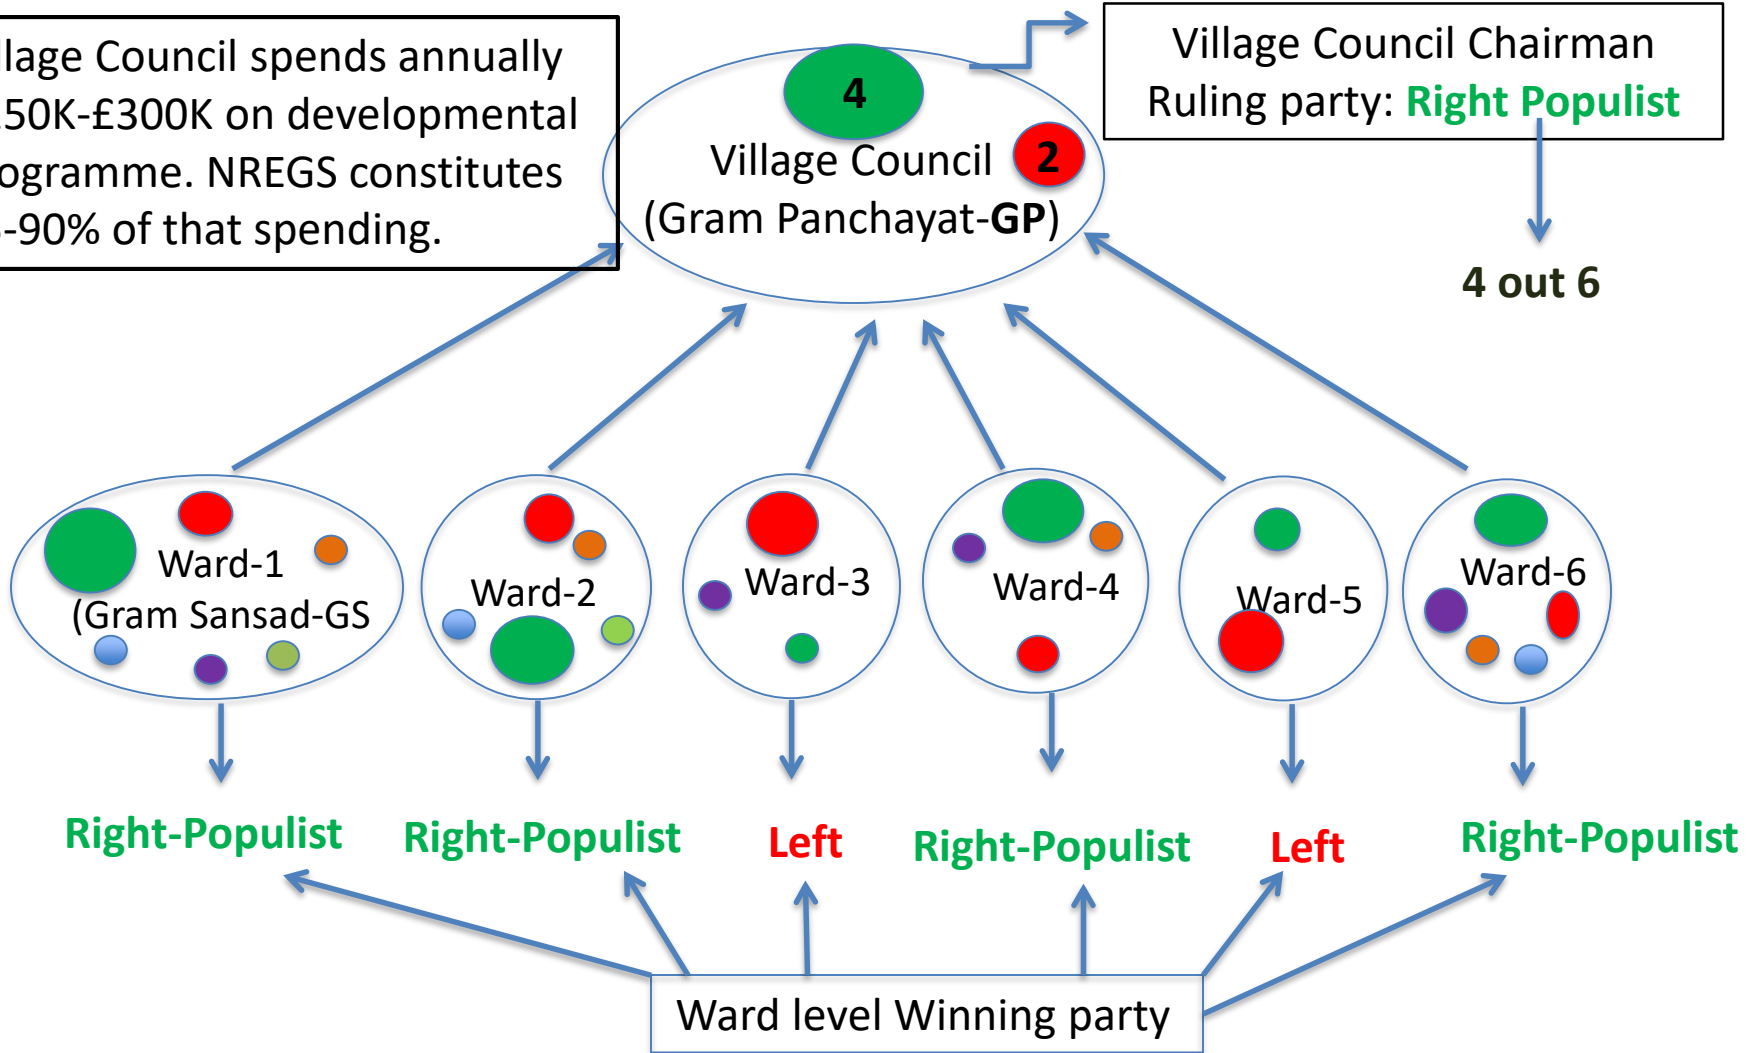 llage Council spends annually
50K-£300K on developmental
ogramme. NREGS constitutes
-90% of that spending.
4
Village Council
2
(Gram Panchayat-GP)
Village Council Chairman
Ruling party: Right Populist
4 out 6
Ward-1
(Gram Sansad-GS
Ward-2
Ward-3
Ward-4
Ward-5
Ward-6
Right-Populist
Right-Populist
Left
Right-Populist
Left
Right-Populist
Ward level Winning party